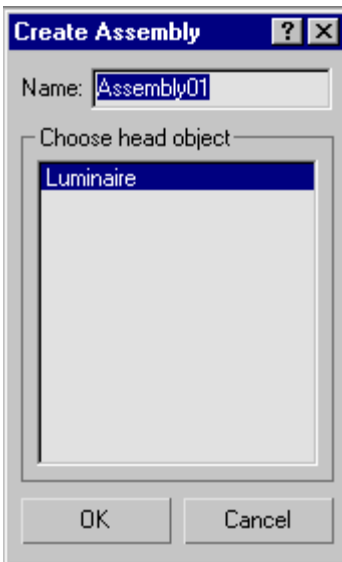 Create Assembly ? X
Name: Assembly01
Choose head object
Luminaire
OK Cancel